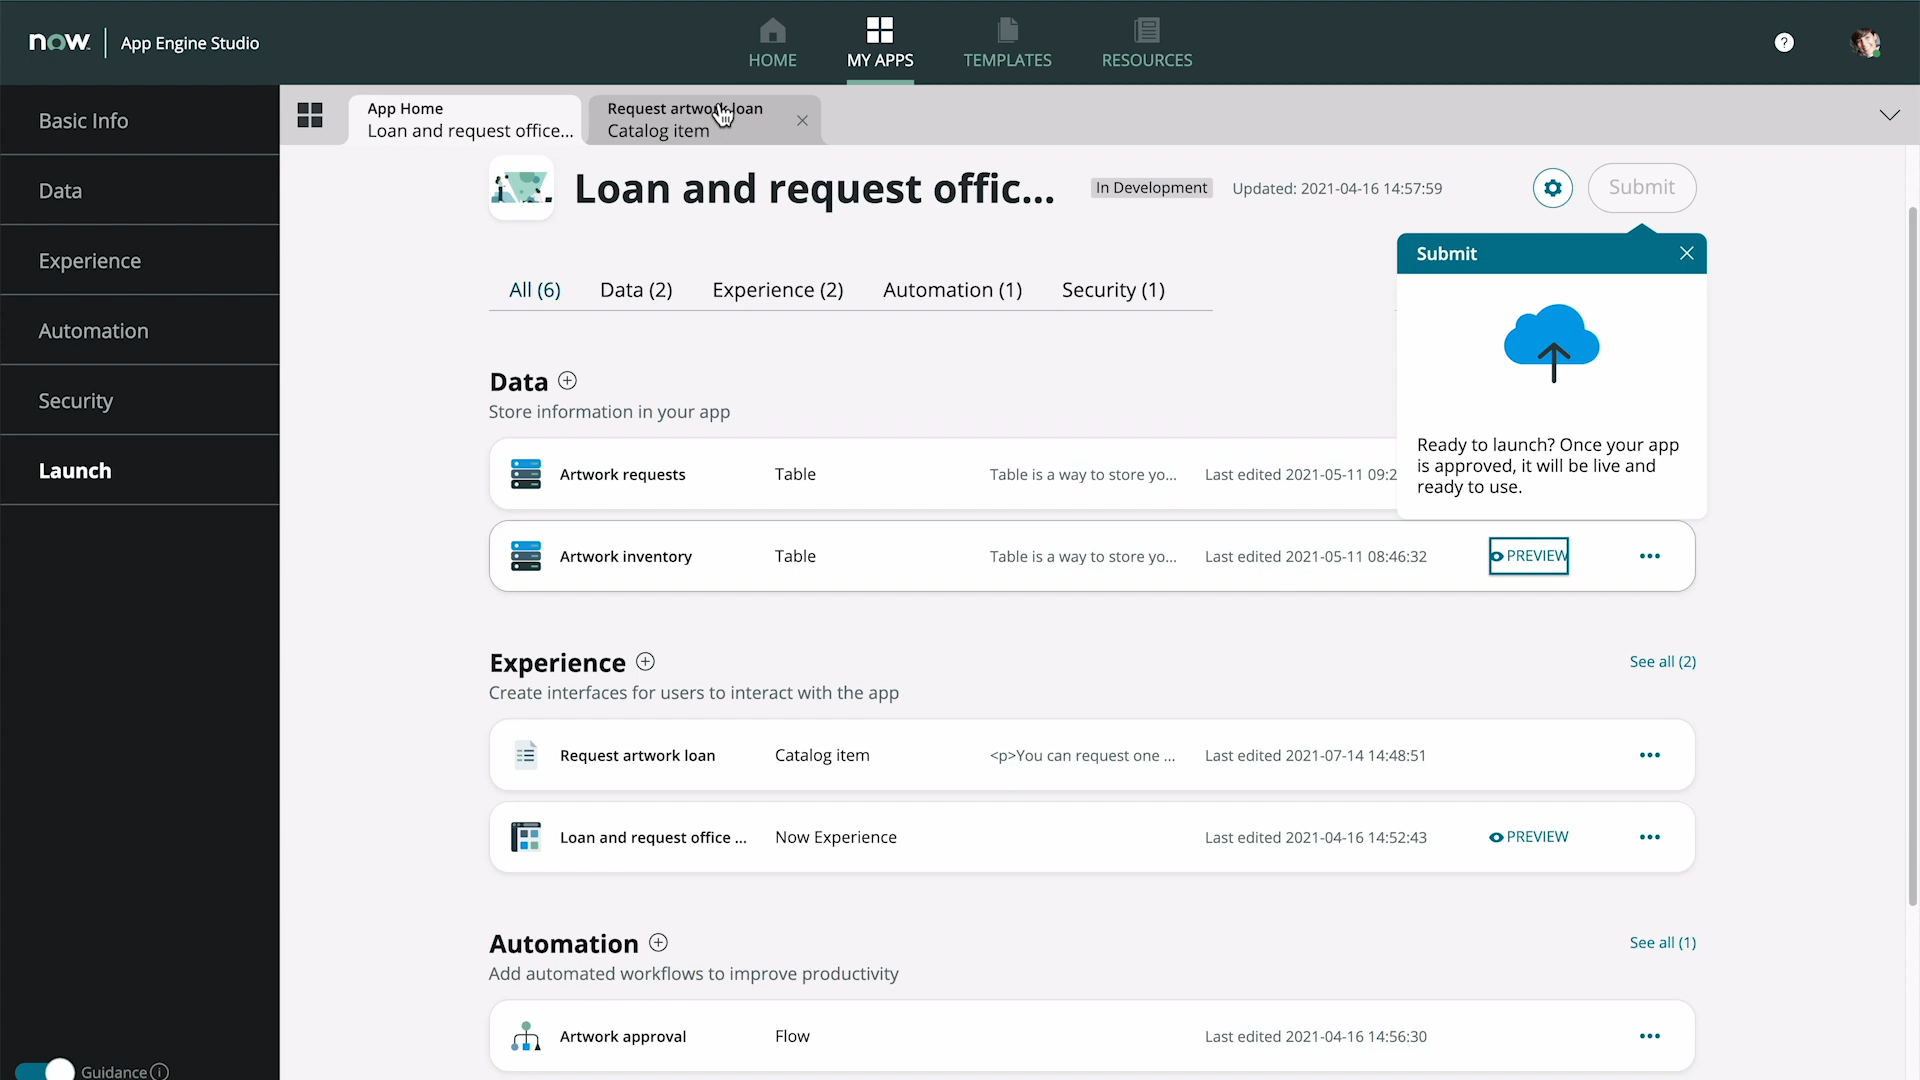 now
App Engine Studio
HOME
MY APPS
TEMPLATES
RESOURCES
?
Basic Info
Data
Experience
Automation
Security
Launch
Guidance
App Home
Loan and request office...
Request artwork loan
Catalog item
Loan and request offic...
In Development
Updated: 2021-04-16 14:57:59
Submit
All (6)
Data (2)
Experience (2)
Automation (1)
Security (1)
Submit
Ready to launch? Once your app
is approved, it will be live and
ready to use.
Data
Store information in your app
Artwork requests Table Table is a way to store yo... Last edited 2021-05-11 09:2
Artwork inventory Table Table is a way to store yo... Last edited 2021-05-11 08:46:32 PREVIEW
Experience
See all (2)
Create interfaces for users to interact with the app
Request artwork loan Catalog item <p>You can request one ... Last edited 2021-07-14 14:48:51
Loan and request office ... Now Experience Last edited 2021-04-16 14:52:43 PREVIEW
Automation
See all (1)
Add automated workflows to improve productivity
Artwork approval Flow Last edited 2021-04-16 14:56:30